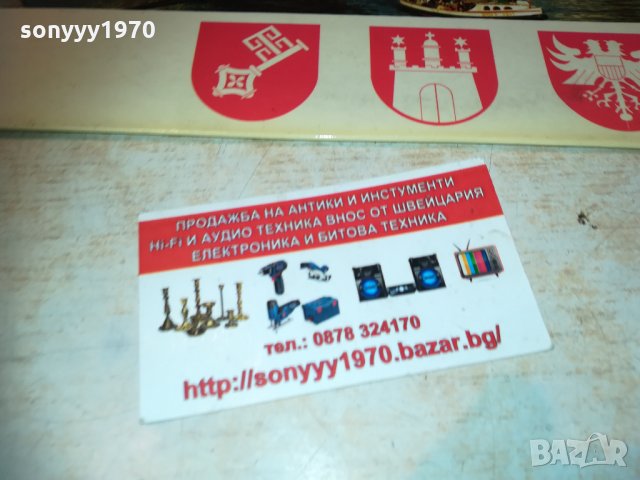 sonyyy1970
ПРОДАЖБА НА АНТИКИ И ИНСТУМЕНТИ
Hi-Fi И АУДИО ТЕХНИКА ВНОС ОТ ШВЕЙЦАРИЯ
ЕЛЕКТРОНИКА И БИТОВА ТЕХНИКА
тел.: 0878 324170
http://sonyyy1970.bazar.bg/
BAZAR